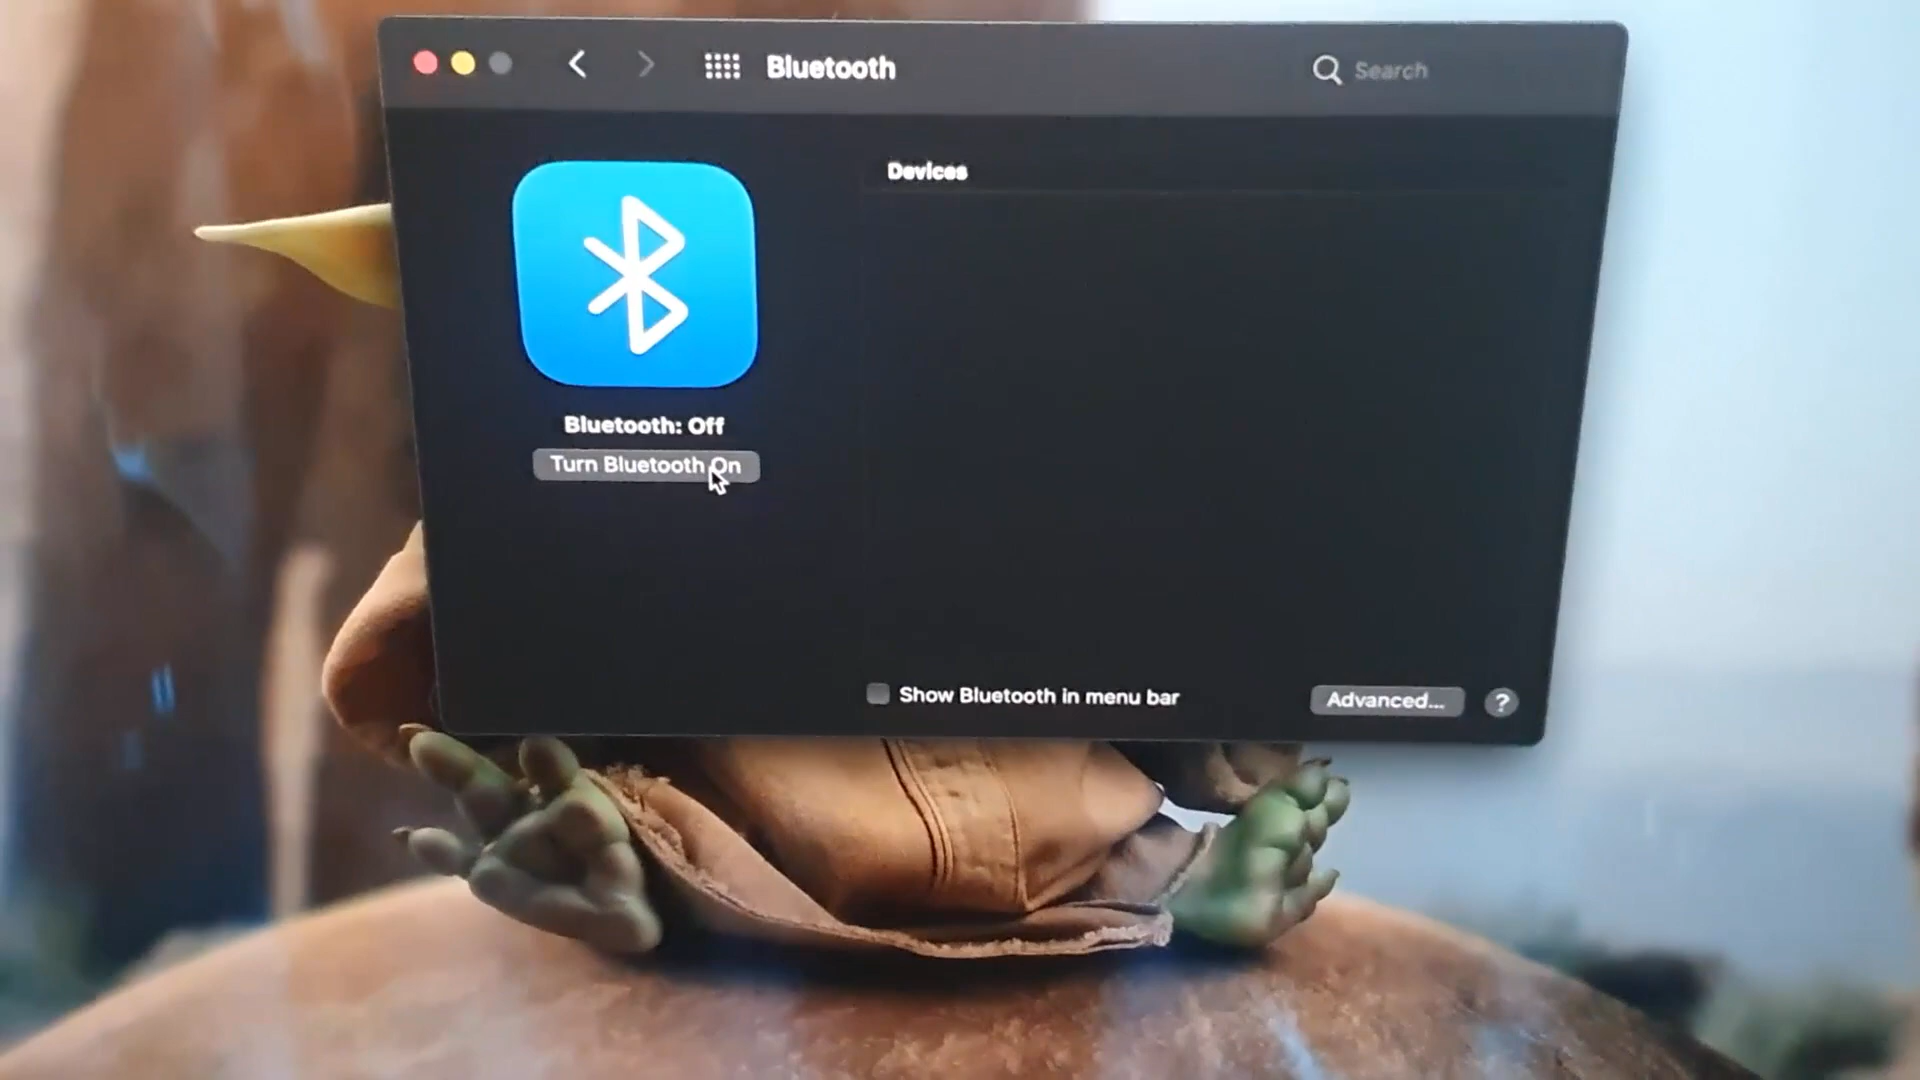 Bluetooth
Search
Devices
Bluetooth: Off
Turn Bluetooth On
Show Bluetooth in menu bar
Advanced...
?